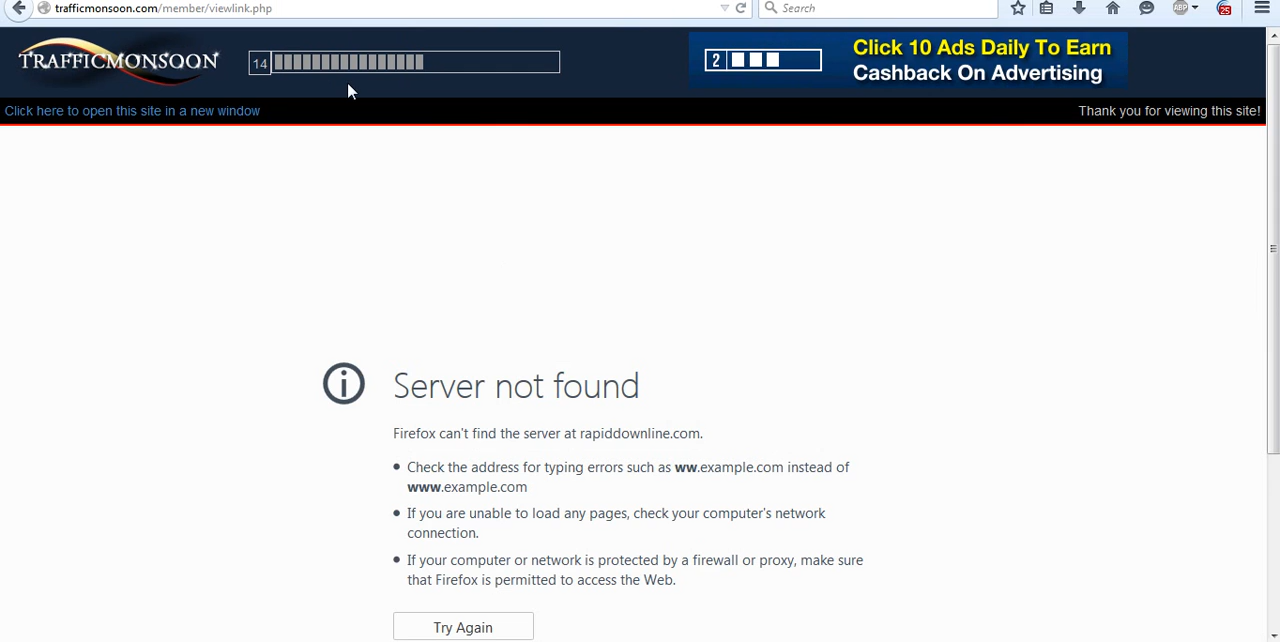 trafficmonsoon.com/member/viewlink.php
Search
ABP
25
TRAFFICMONSOON
14
2
Click 10 Ads Daily To Earn
Cashback On Advertising
Click here to open this site in a new window
Thank you for viewing this site!
Server not found
Firefox can't find the server at rapiddownline.com.
Check the address for typing errors such as ww.example.com instead of
www.example.com
If you are unable to load any pages, check your computer's network
connection.
If your computer or network is protected by a firewall or proxy, make sure
that Firefox is permitted to access the Web.
Try Again